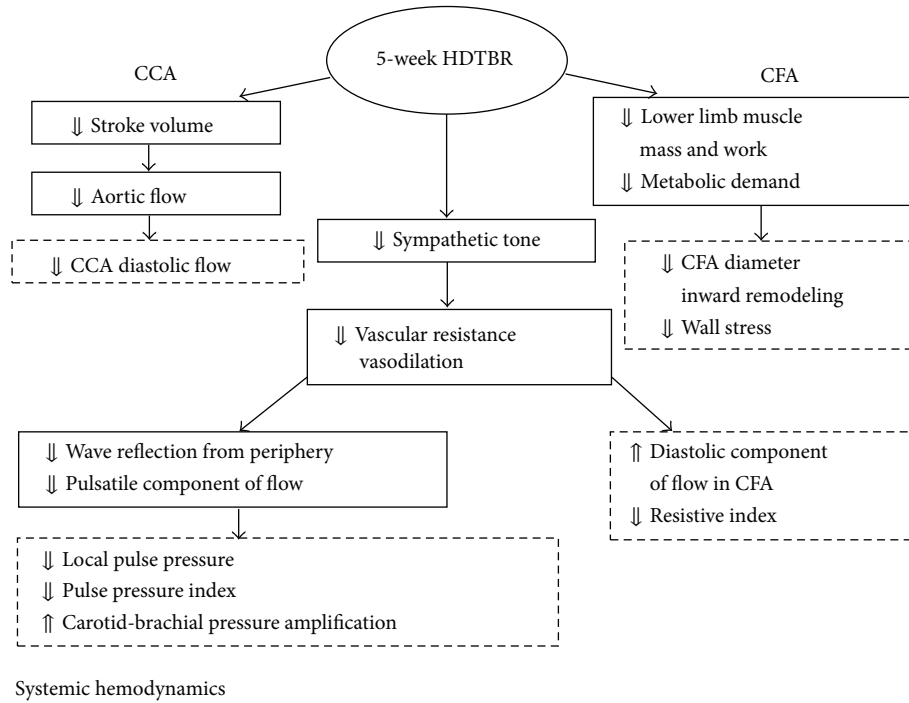 5-week HDTBR
CCA
CFA
⇓ Stroke volume
⇓ Aortic flow
⇓ CCA diastolic flow
⇓ Lower limb muscle
mass and work
⇓ Metabolic demand
⇓ Sympathetic tone
⇓ CFA diameter
inward remodeling
⇓ Wall stress
⇓ Vascular resistance
vasodilation
⇓ Wave reflection from periphery
⇓ Pulsatile component of flow
⇑ Diastolic component
of flow in CFA
⇓ Resistive index
⇓ Local pulse pressure
⇓ Pulse pressure index
⇑ Carotid-brachial pressure amplification
Systemic hemodynamics